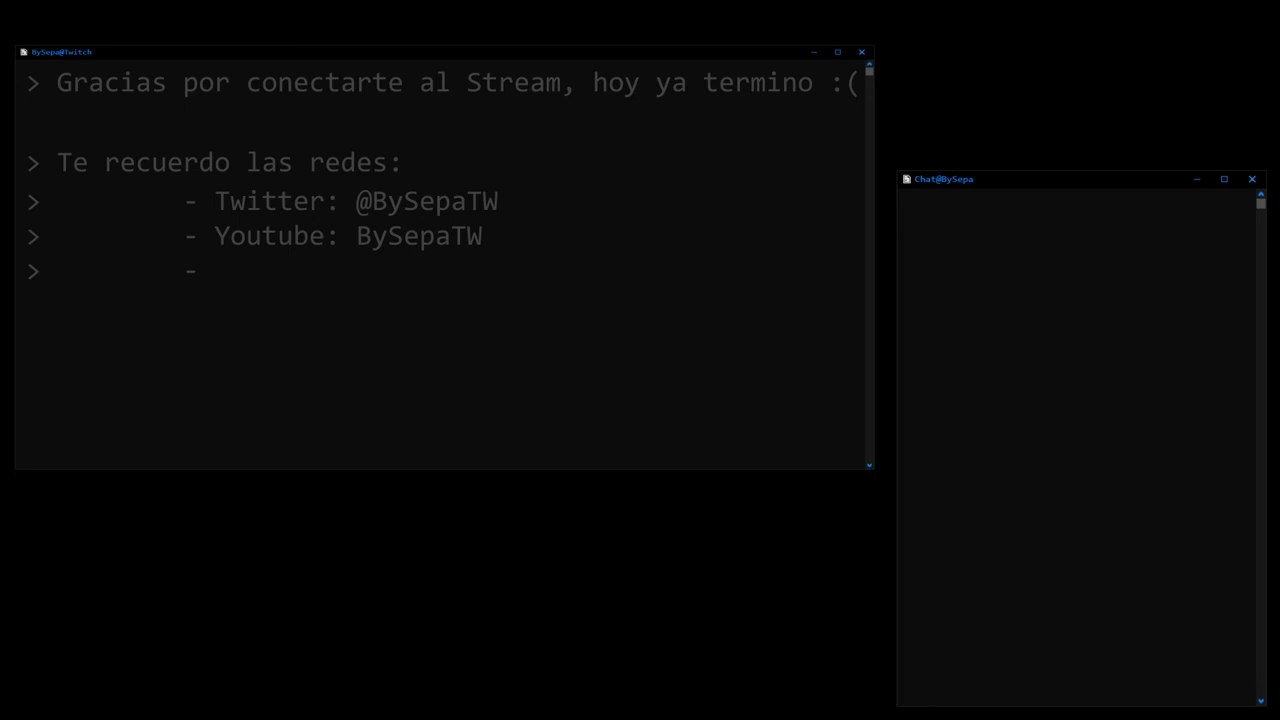 BySepa@Twitch
> Gracias por conectarte al Stream, hoy ya termino :(
> Te recuerdo las redes:
> - Twitter: @BySepaTW
> - Youtube: BySepaTW
> -
Chat@BySepa